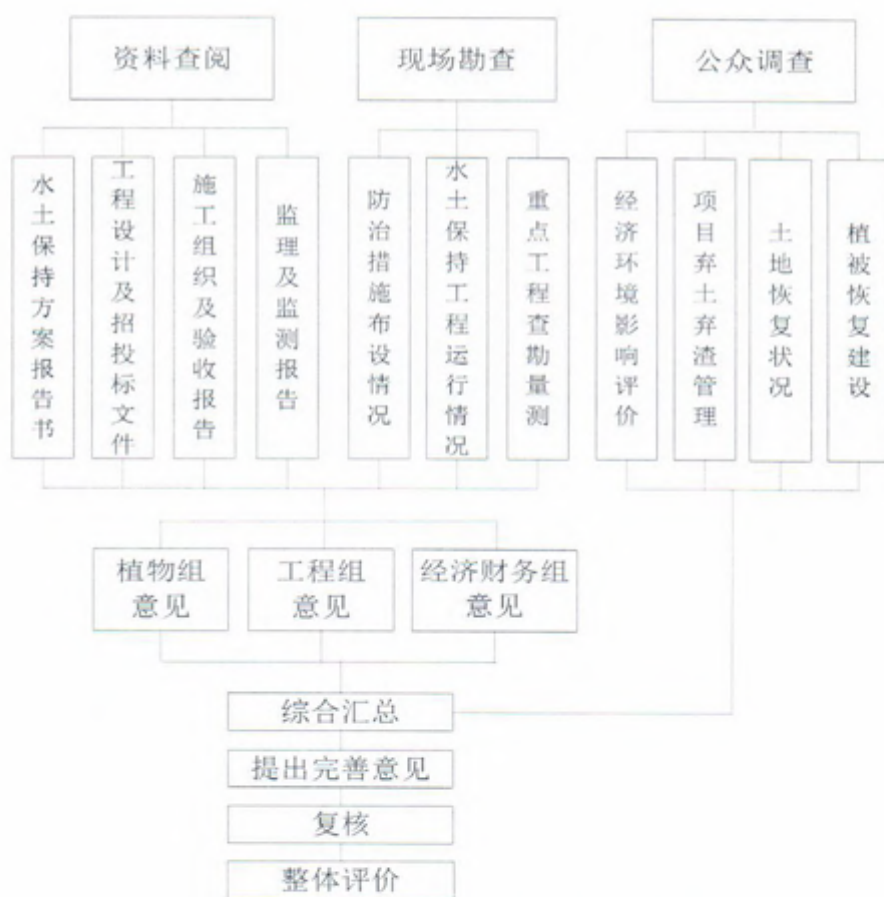 资料查阅
现场勘查
公众调查
水土保持方案报告书
工程设计及招投标文件
施工组织及验收报告
监理及监测报告
防治措施布设情况
水土保持工程运行情况
重点工程查勘量测
经济环境影响评价
项目弃土弃渣管理
土地恢复状况
植被恢复建设
植物组
意见
工程组
意见
经济财务组
意见
综合汇总
提出完善意见
复核
整体评价